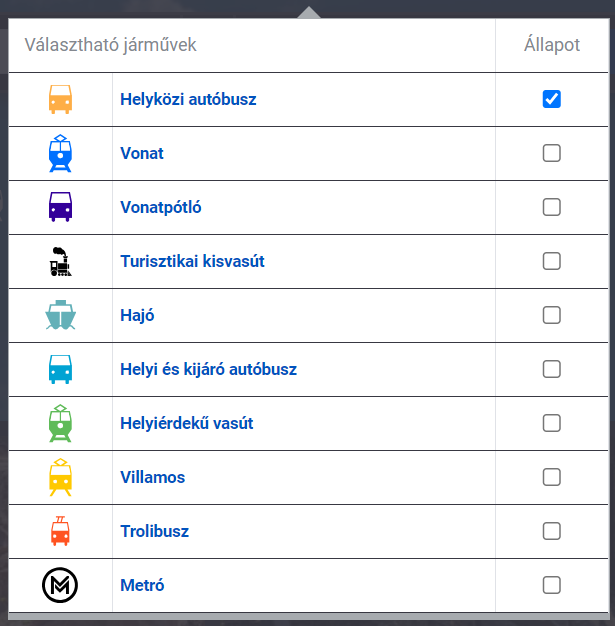 Választható járművek
Állapot
Helyközi autóbusz
Vonat
Vonatpótló
Turisztikai kisvasút
Hajó
Helyi és kijáró autóbusz
Helyiérdekű vasút
Villamos
Trolibusz
Metró